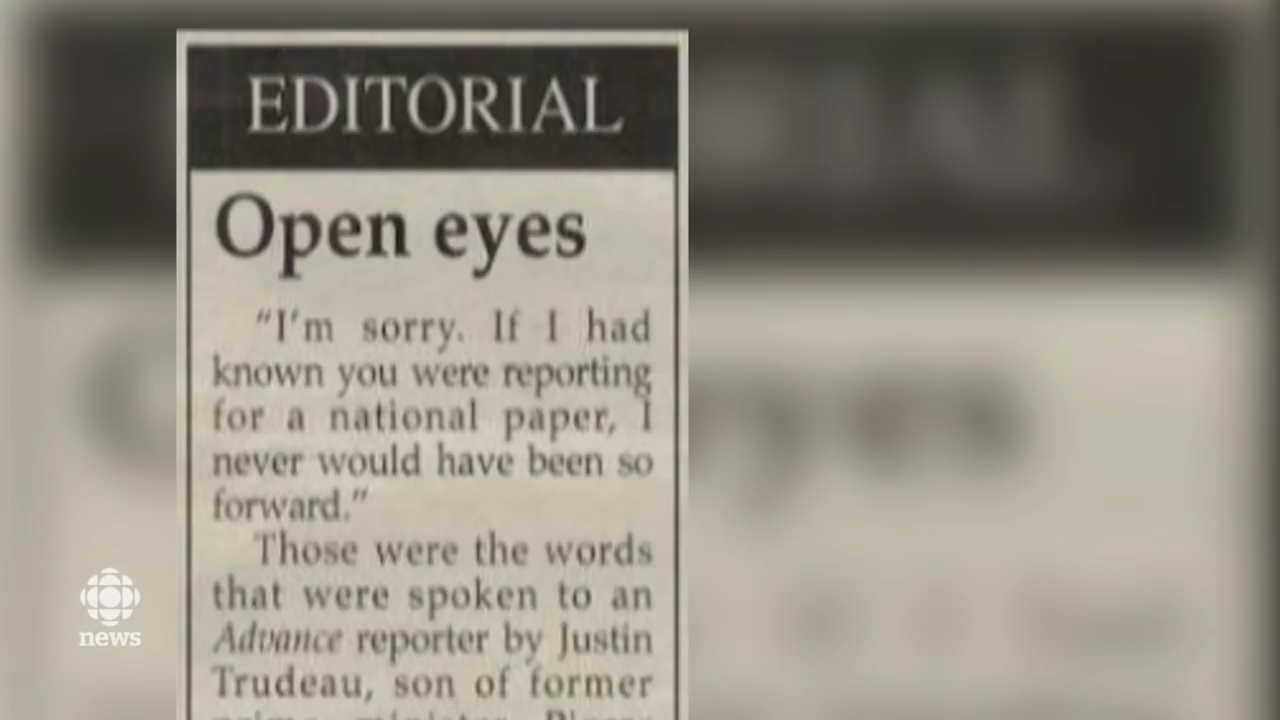 EDITORIAL
Open eyes
"I'm sorry. If I had
known you were reporting
for a national paper, I
never would have been so
forward."
Those were the words
that were spoken to an
Advance reporter by Justin
Trudeau, son of former
news